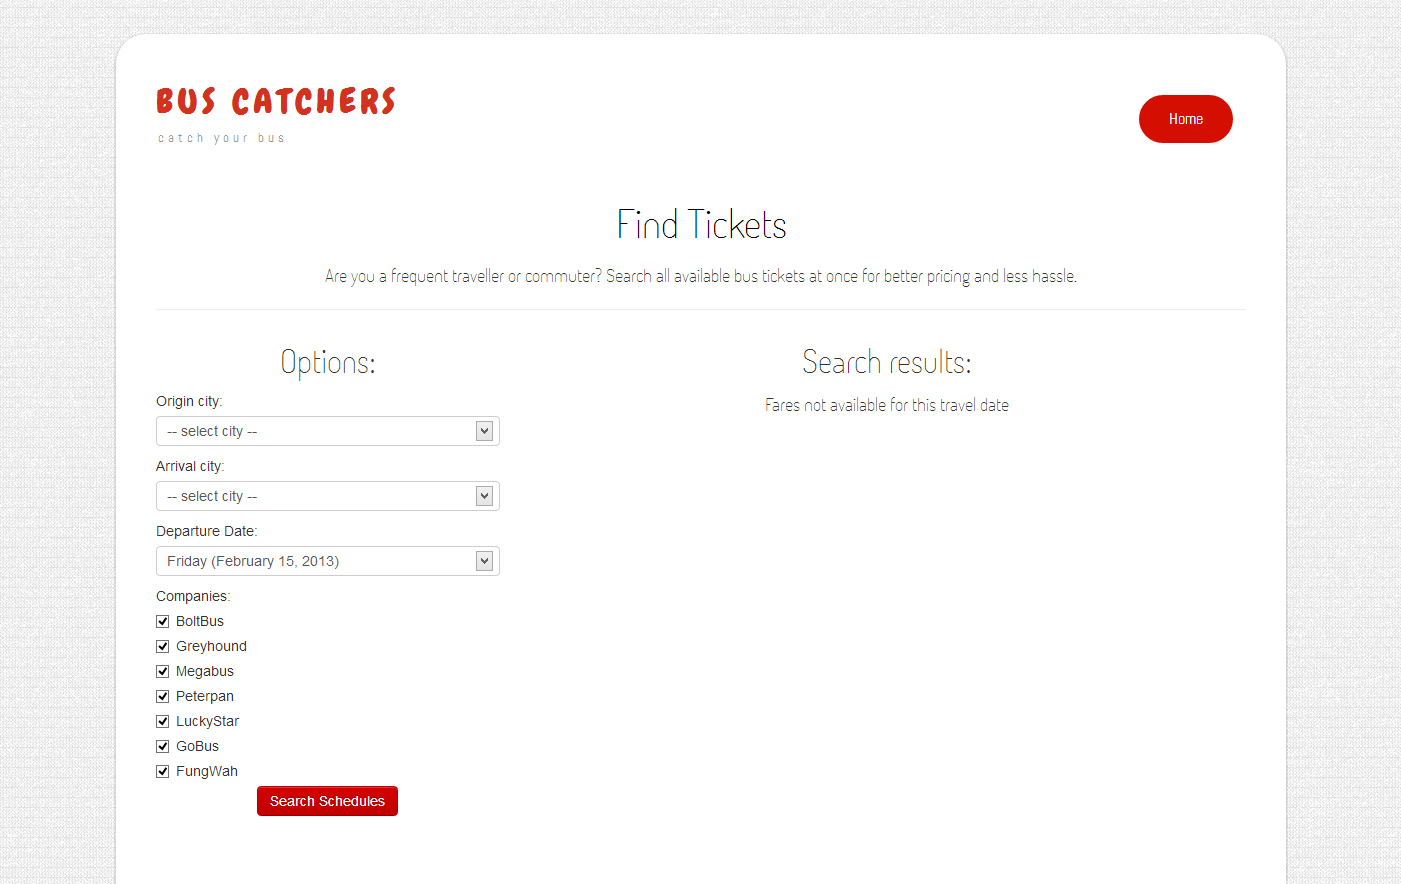 BUS CATCHERS
catch your bus
Home
Find Tickets
Are you a frequent traveller or commuter? Search all available bus tickets at once for better pricing and less hassle.
Options:
Origin city:
-- select city --
Arrival city:
-- select city --
Departure Date:
Friday (February 15, 2013)
Companies:
BoltBus
Greyhound
Megabus
Peterpan
LuckyStar
GoBus
FungWah
Search Schedules
Search results:
Fares not available for this travel date